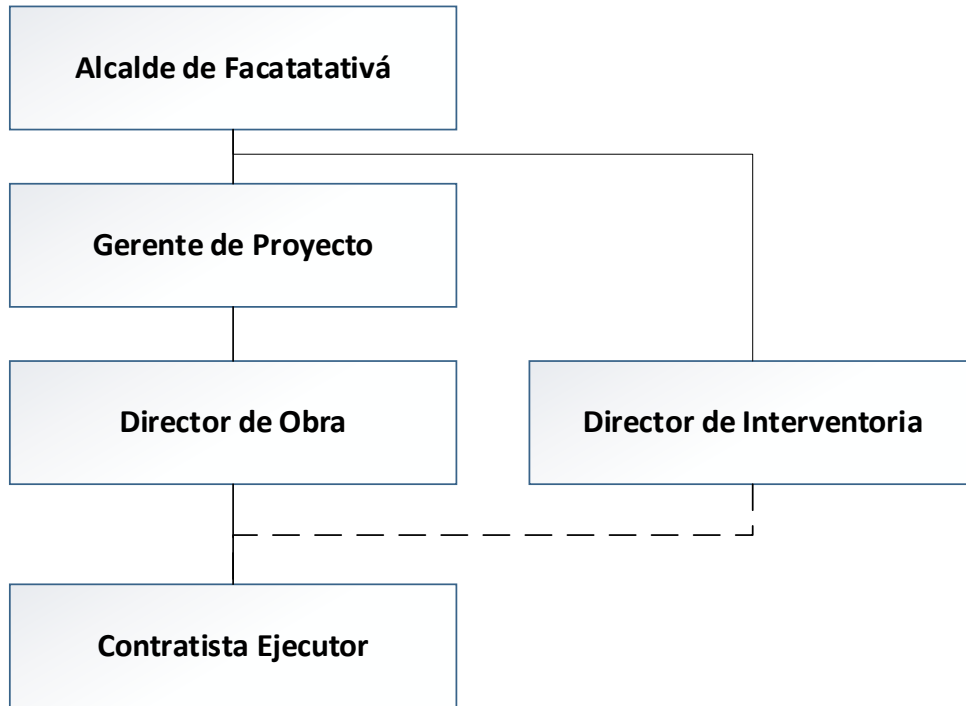 Alcalde de Facatatativá
Gerente de Proyecto
Director de Obra
Director de Interventoria
Contratista Ejecutor